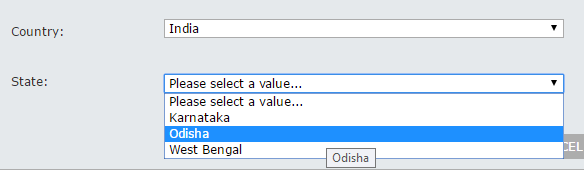 Country: India
State: Please select a value...
Please select a value...
Karnataka
Odisha
West Bengal
Odisha